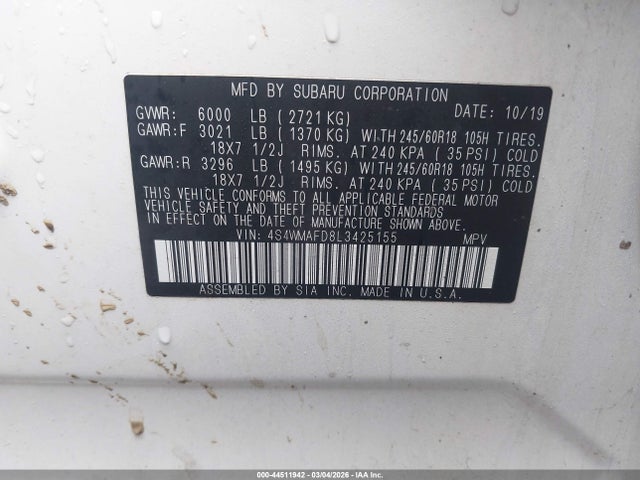 MFD BY SUBARU CORPORATION
GVWR: 6000 LB ( 2721 KG) DATE: 10/19
GAWR:F 3021 LB ( 1370 KG) WITH 245/60R18 105H TIRES.
18X7 1/2J RIMS. AT 240 KPA ( 35 PSI) COLD
GAWR:R 3296 LB ( 1495 KG) WITH 245/60R18 105H TIRES.
18X7 1/2J RIMS. AT 240 KPA ( 35 PSI) COLD
THIS VEHICLE CONFORMS TO ALL APPLICABLE FEDERAL MOTOR
VEHICLE SAFETY AND THEFT PREVENTION STANDARDS
IN EFFECT ON THE DATE OF MANUFACTURE SHOWN ABOVE.
VIN: 4S4WMAFD8L3425155 MPV
ASSEMBLED BY SIA INC. MADE IN U.S.A.
000-44511942 - 03/04/2026 - IAA Inc.